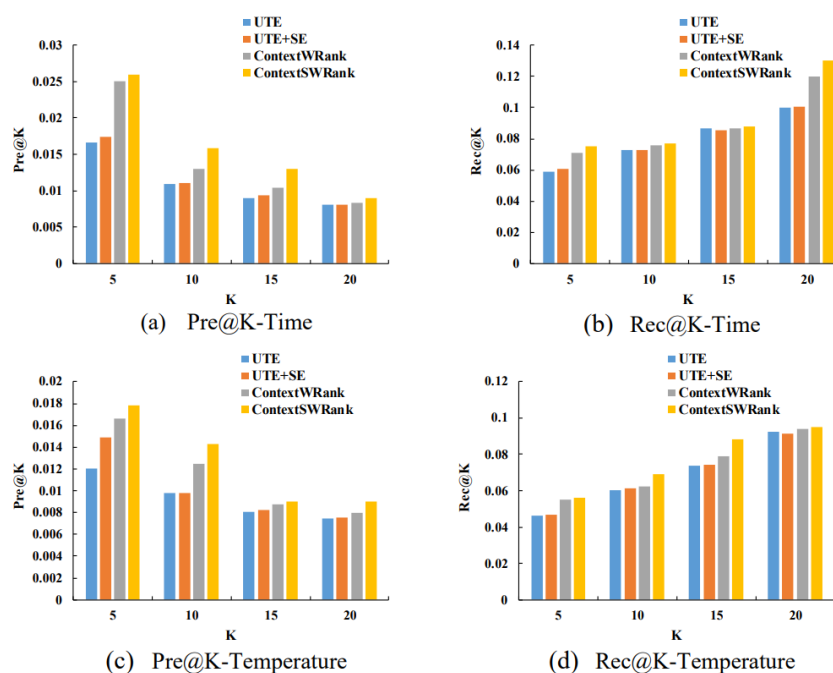 UTE
UTE+SE
ContextWRank
ContextSWRank
0.03
0.025
0.02
0.015
0.01
0.005
0
Pre@K
5 10 15 20
K
(a) Pre@K-Time
UTE
UTE+SE
ContextWRank
ContextSWRank
0.14
0.12
0.1
0.08
0.06
0.04
0.02
0
Rec@K
5 10 15 20
K
(b) Rec@K-Time
UTE
UTE+SE
ContextWRank
ContextSWRank
0.02
0.018
0.016
0.014
0.012
0.01
0.008
0.006
0.004
0.002
0
Pre@K
5 10 15 20
K
(c) Pre@K-Temperature
UTE
UTE+SE
ContextWRank
ContextSWRank
0.12
0.1
0.08
0.06
0.04
0.02
0
Rec@K
5 10 15 20
K
(d) Rec@K-Temperature